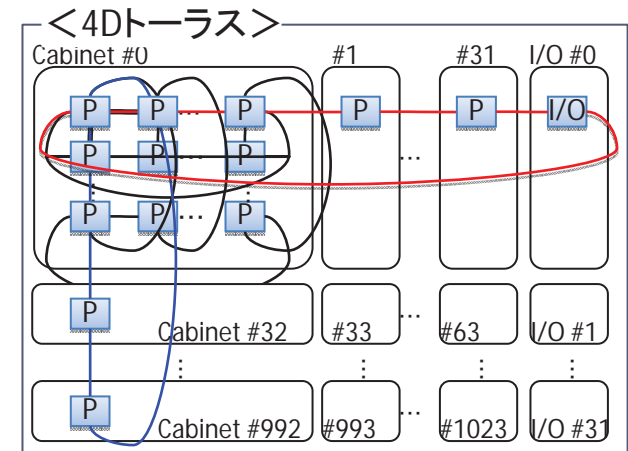 ＜4Dトーラス＞
Cabinet #0 #1 #31 I/O #0
P P ... P P P I/O
P P ... P ...
⋮ ⋮
P P ... P
P
Cabinet #32 #33 ... #63 I/O #1
⋮ ⋮ ⋮ ⋮
P
Cabinet #992 #993 ... #1023 I/O #31